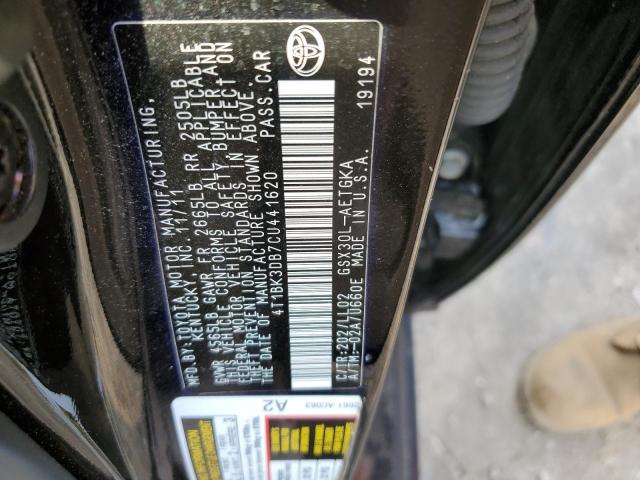 MFD.BY:TOYOTA MOTOR MANUFACTURING,
KENTUCKY, INC. 11/11
GVWR 4565LB GAWR FR 2665LB RR 2505LB
THIS VEHICLE CONFORMS TO ALL APPLICABLE
FEDERAL MOTOR VEHICLE SAFETY, BUMPER, AND
THEFT PREVENTION STANDARDS IN EFFECT ON
THE DATE OF MANUFACTURE SHOWN ABOVE.
4T1BK3DB7CU441620 PASS. CAR
C/TR:202/LL02 GSX30L-AETGKA
A/TM:-02A/U660E MADE IN U.S.A.
19194
A2